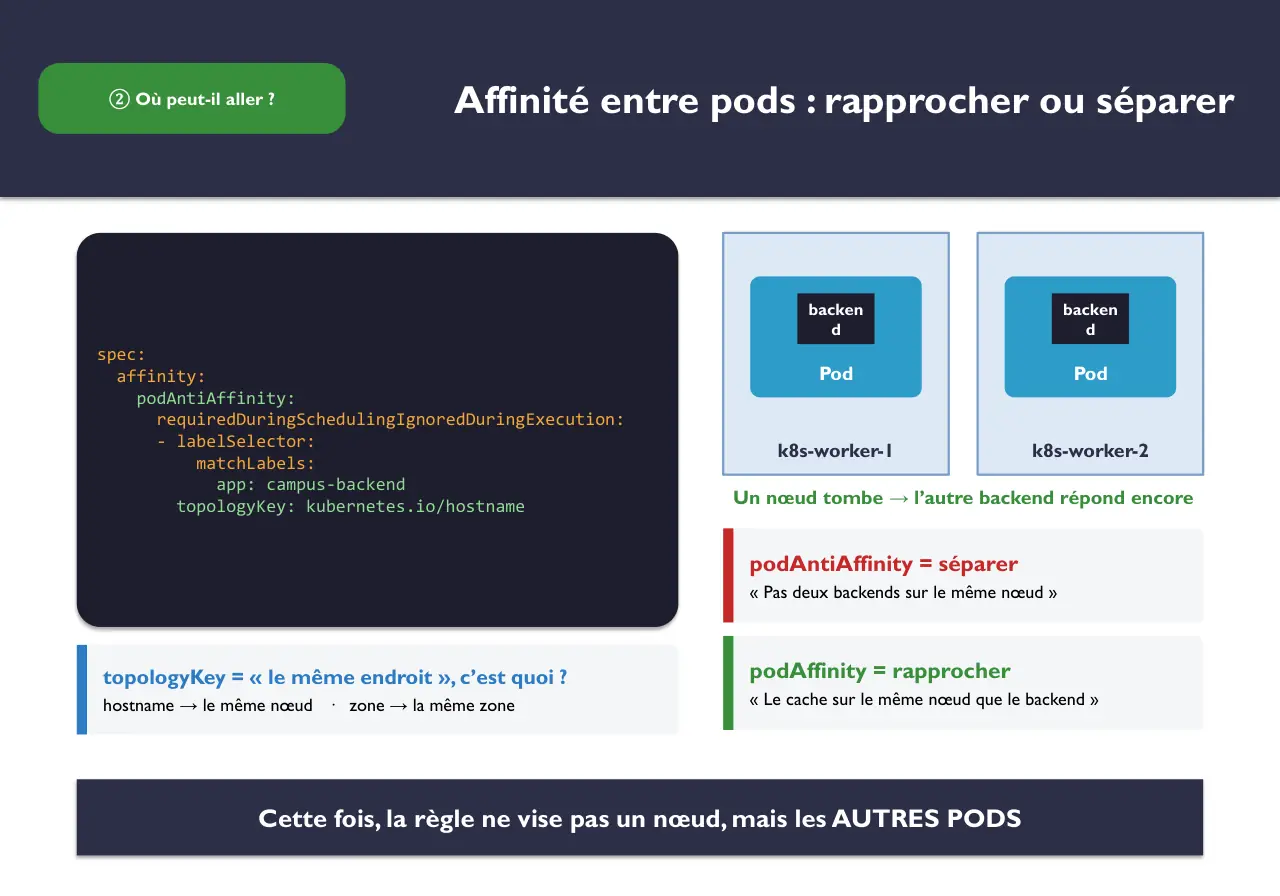 ② Où peut-il aller ?
Affinité entre pods : rapprocher ou séparer
spec:
  affinity:
    podAntiAffinity:
      requiredDuringSchedulingIgnoredDuringExecution:
      - labelSelector:
          matchLabels:
            app: campus-backend
        topologyKey: kubernetes.io/hostname
topologyKey = « le même endroit », c’est quoi ?
hostname → le même nœud · zone → la même zone
backen
d
Pod
k8s-worker-1
backen
d
Pod
k8s-worker-2
Un nœud tombe → l’autre backend répond encore
podAntiAffinity = séparer
« Pas deux backends sur le même nœud »
podAffinity = rapprocher
« Le cache sur le même nœud que le backend »
Cette fois, la règle ne vise pas un nœud, mais les AUTRES PODS